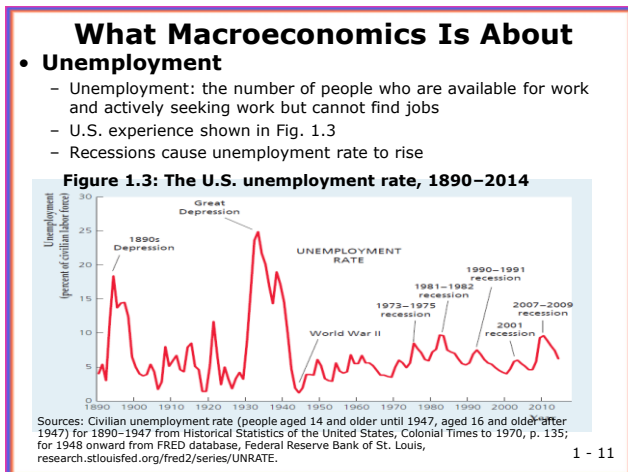 What Macroeconomics Is About
• Unemployment
– Unemployment: the number of people who are available for work
and actively seeking work but cannot find jobs
– U.S. experience shown in Fig. 1.3
– Recessions cause unemployment rate to rise
Figure 1.3: The U.S. unemployment rate, 1890–2014
Unemployment
(percent of civilian labor force)
30
25
20
15
10
5
0
1890s
Depression
Great
Depression
UNEMPLOYMENT
RATE
World War II
1973–1975
recession
1981–1982
recession
1990–1991
recession
2001
recession
2007–2009
recession
1890 1900 1910 1920 1930 1940 1950 1960 1970 1980 1990 2000 2010
Year
Sources: Civilian unemployment rate (people aged 14 and older until 1947, aged 16 and older after
1947) for 1890–1947 from Historical Statistics of the United States, Colonial Times to 1970, p. 135;
for 1948 onward from FRED database, Federal Reserve Bank of St. Louis,
research.stlouisfed.org/fred2/series/UNRATE.
1 - 11